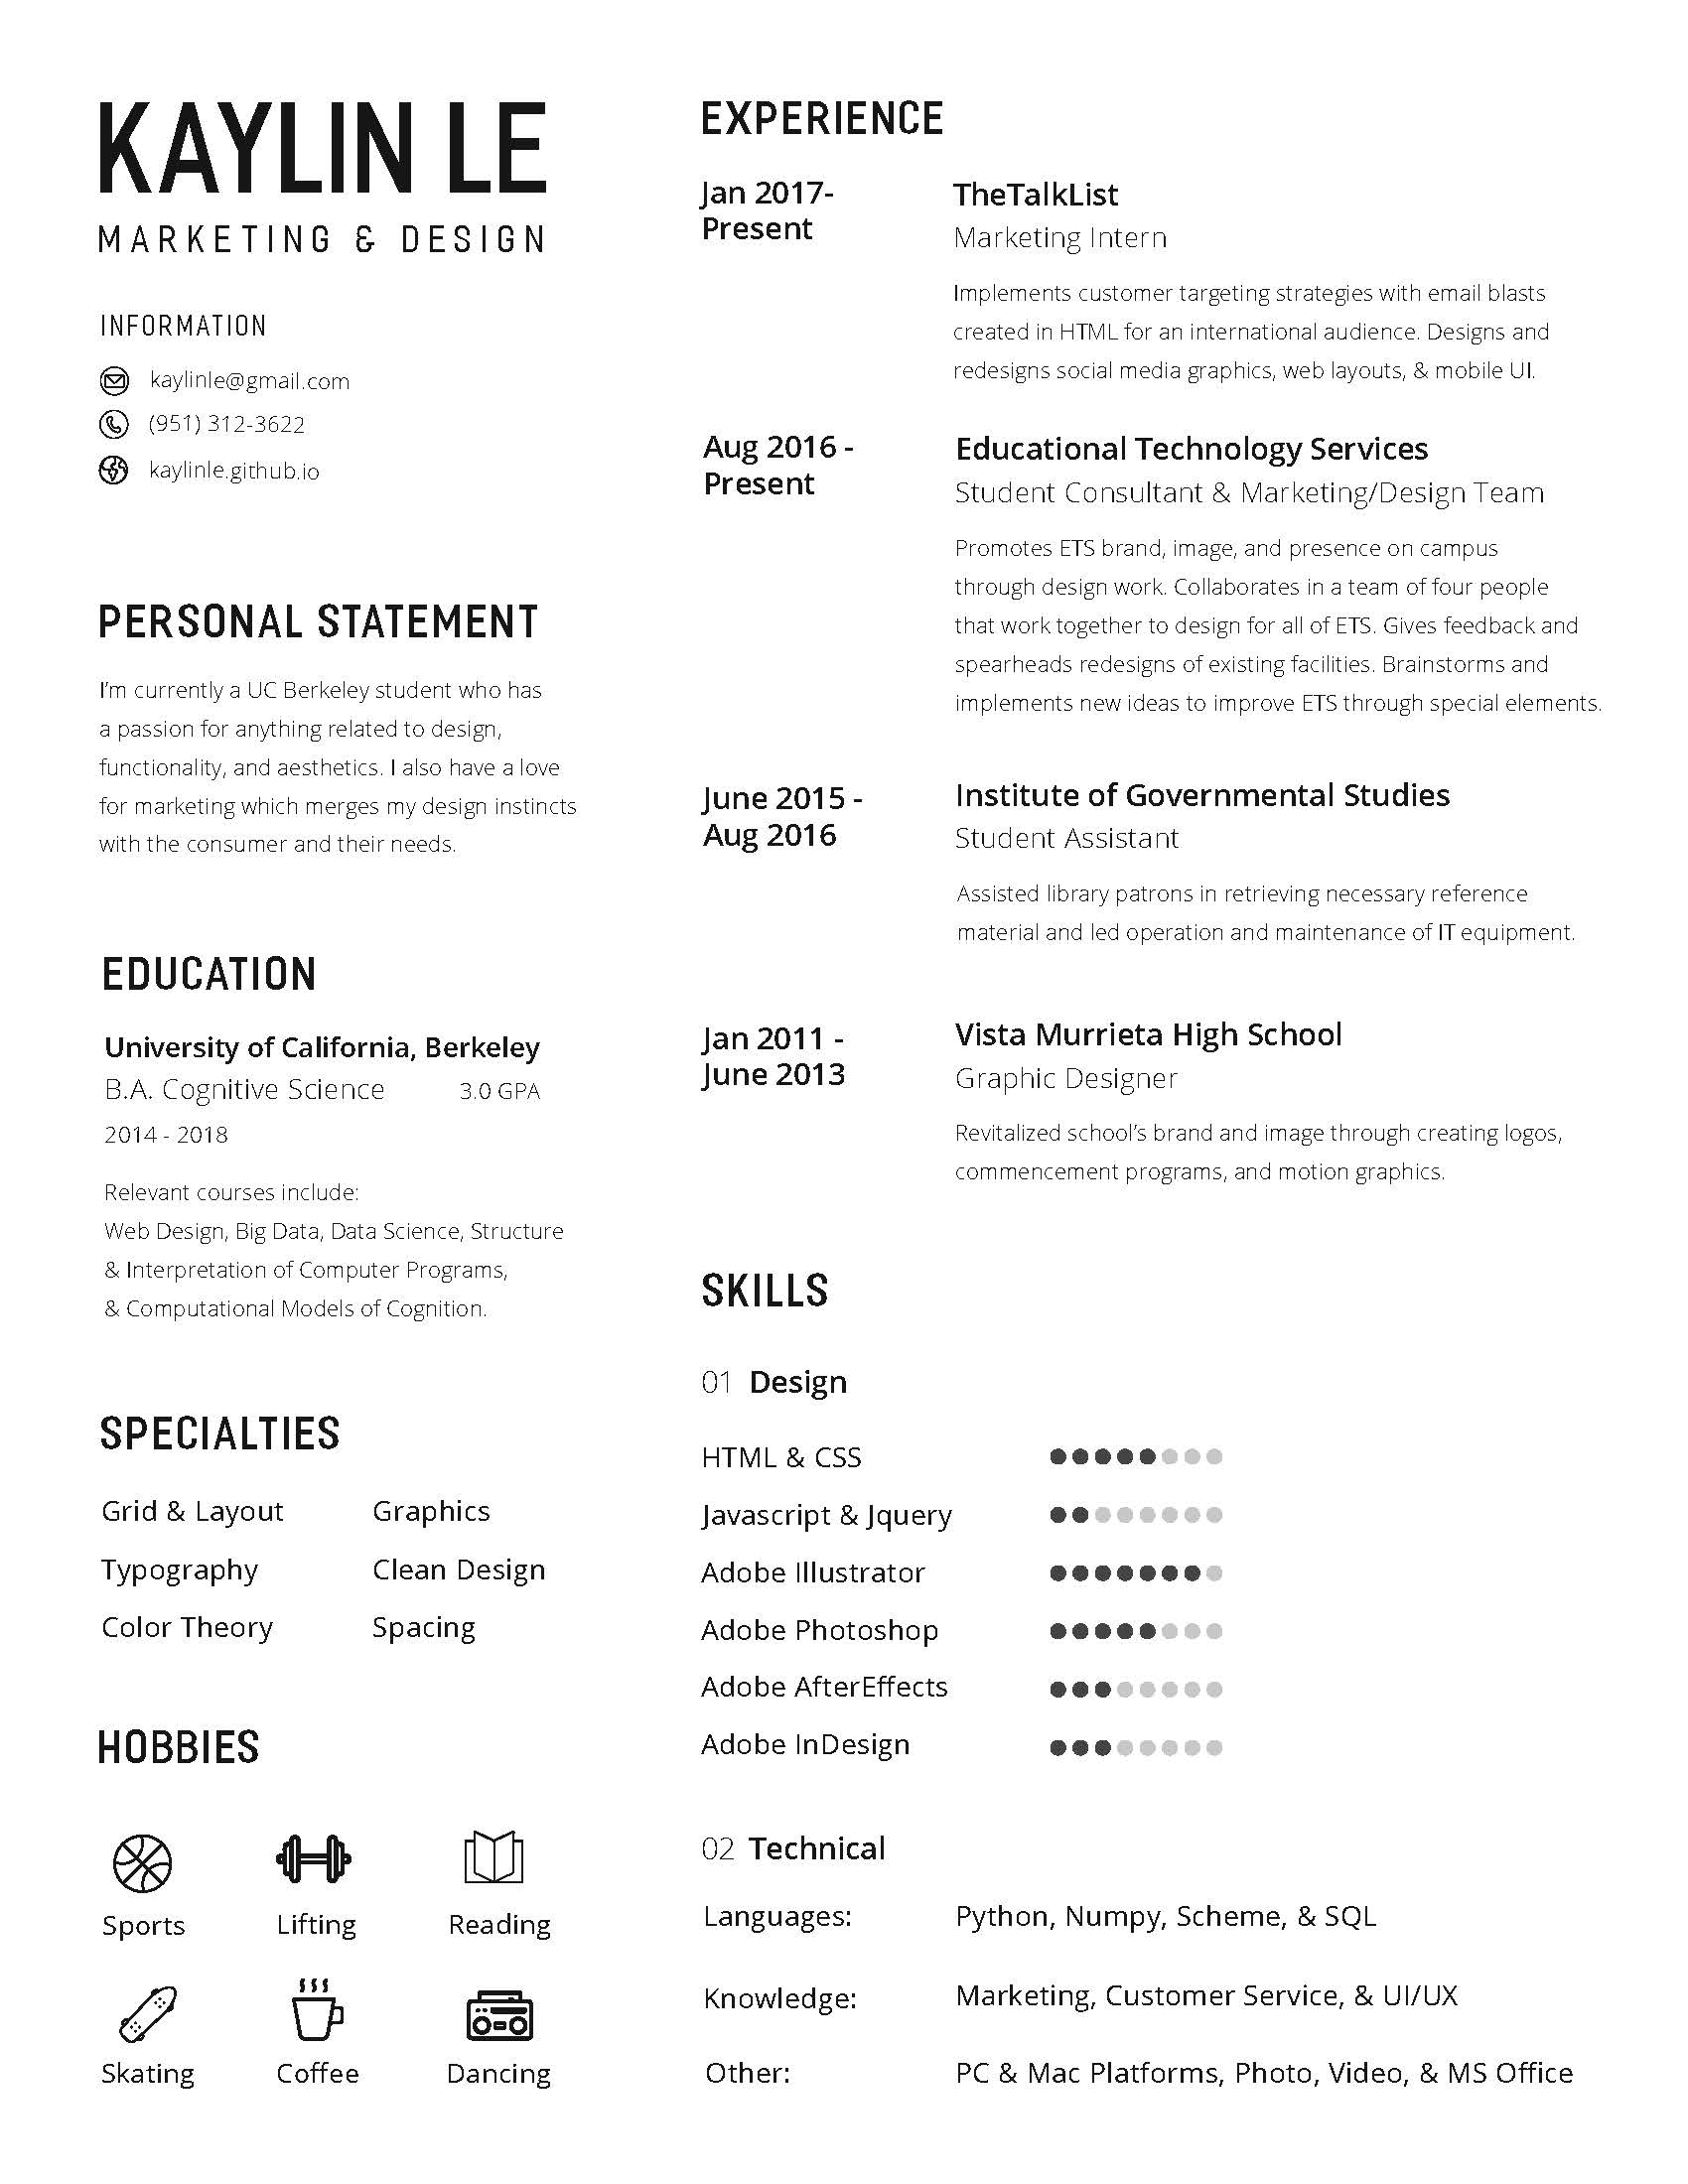 KAYLIN LE
MARKETING & DESIGN
INFORMATION
kaylinle@gmail.com
(951) 312-3622
kaylinle.github.io
PERSONAL STATEMENT
I'm currently a UC Berkeley student who has
a passion for anything related to design,
functionality, and aesthetics. I also have a love
for marketing which merges my design instincts
with the consumer and their needs.
EDUCATION
University of California, Berkeley
B.A. Cognitive Science 3.0 GPA
2014 - 2018
Relevant courses include:
Web Design, Big Data, Data Science, Structure
& Interpretation of Computer Programs,
& Computational Models of Cognition.
SPECIALTIES
Grid & Layout Graphics
Typography Clean Design
Color Theory Spacing
HOBBIES
Sports Lifting Reading
Skating Coffee Dancing
EXPERIENCE
Jan 2017-
Present
TheTalkList
Marketing Intern
Implements customer targeting strategies with email blasts
created in HTML for an international audience. Designs and
redesigns social media graphics, web layouts, & mobile UI.
Aug 2016 -
Present
Educational Technology Services
Student Consultant & Marketing/Design Team
Promotes ETS brand, image, and presence on campus
through design work. Collaborates in a team of four people
that work together to design for all of ETS. Gives feedback and
spearheads redesigns of existing facilities. Brainstorms and
implements new ideas to improve ETS through special elements.
June 2015 -
Aug 2016
Institute of Governmental Studies
Student Assistant
Assisted library patrons in retrieving necessary reference
material and led operation and maintenance of IT equipment.
Jan 2011 -
June 2013
Vista Murrieta High School
Graphic Designer
Revitalized school's brand and image through creating logos,
commencement programs, and motion graphics.
SKILLS
01 Design
HTML & CSS
Javascript & Jquery
Adobe Illustrator
Adobe Photoshop
Adobe AfterEffects
Adobe InDesign
02 Technical
Languages: Python, Numpy, Scheme, & SQL
Knowledge: Marketing, Customer Service, & UI/UX
Other: PC & Mac Platforms, Photo, Video, & MS Office